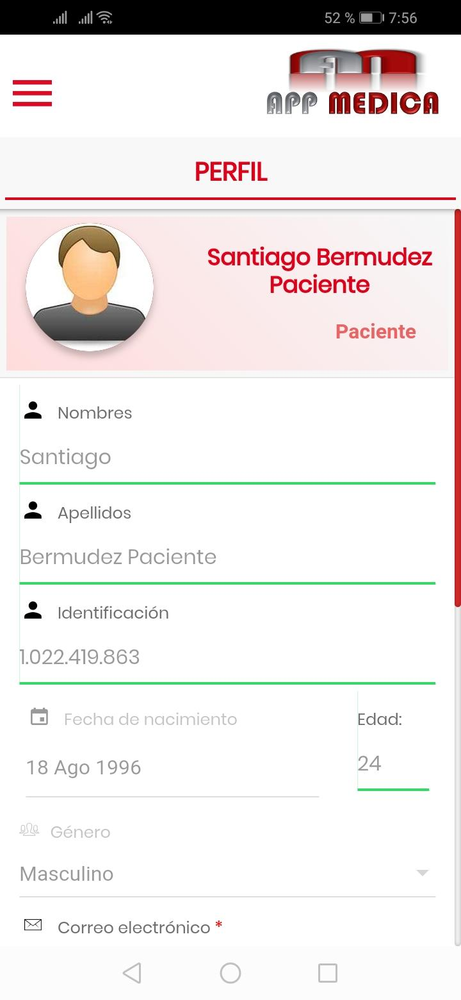 52 % 7:56
APP MEDICA
PERFIL
Santiago Bermudez
Paciente
Paciente
Nombres
Santiago
Apellidos
Bermudez Paciente
Identificación
1.022.419.863
Fecha de nacimiento
18 Ago 1996
Edad:
24
Género
Masculino
Correo electrónico *